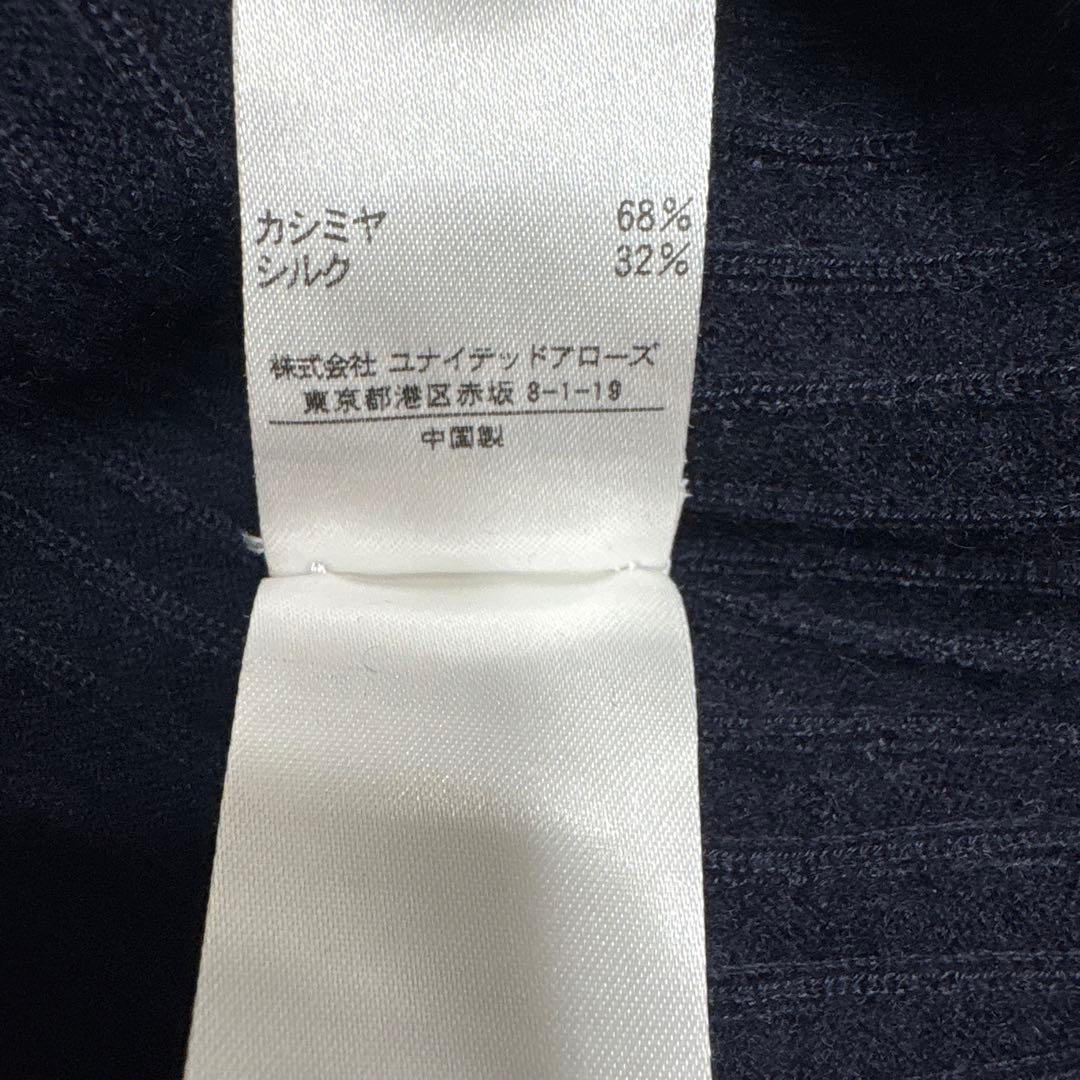 カシミヤ 68%
シルク 32%
株式会社 ユナイテッドアローズ
東京都港区赤坂 8-1-19
中国製